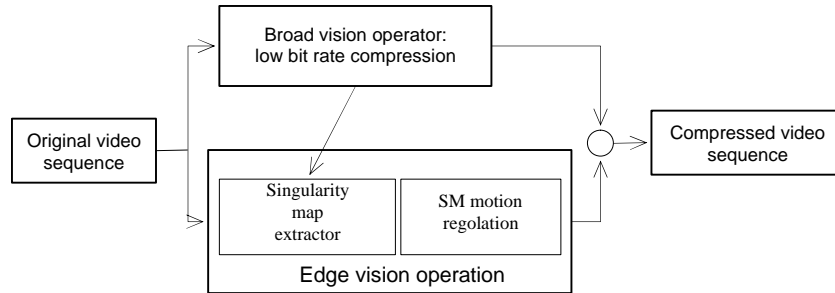 Broad vision operator:
low bit rate compression
Original video
sequence
Compressed video
sequence
Singularity
map
extractor
SM motion
regolation
Edge vision operation